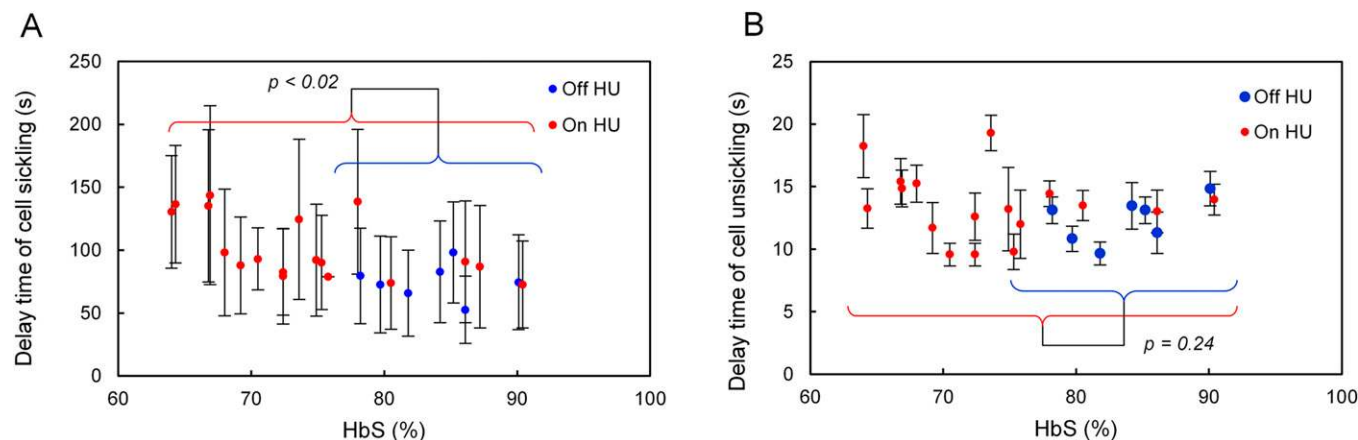 A
Delay time of cell sickling (s)
250
200
150
100
50
0
60
70
80
90
100
HbS (%)
p < 0.02
Off HU
On HU
B
Delay time of cell unsickling (s)
25
20
15
10
5
0
60
70
80
90
100
HbS (%)
Off HU
On HU
p = 0.24